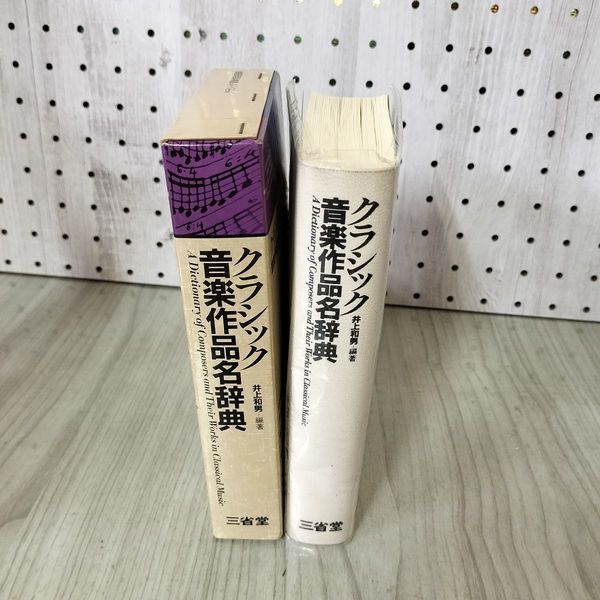 クラシック
音楽作品名辞典
A Dictionary of Composers and Their Works in Classical Music
井上和男 編著
三省堂
クラシック
音楽作品名辞典
A Dictionary of Composers and Their Works in Classical Music
井上和男 編著
三省堂